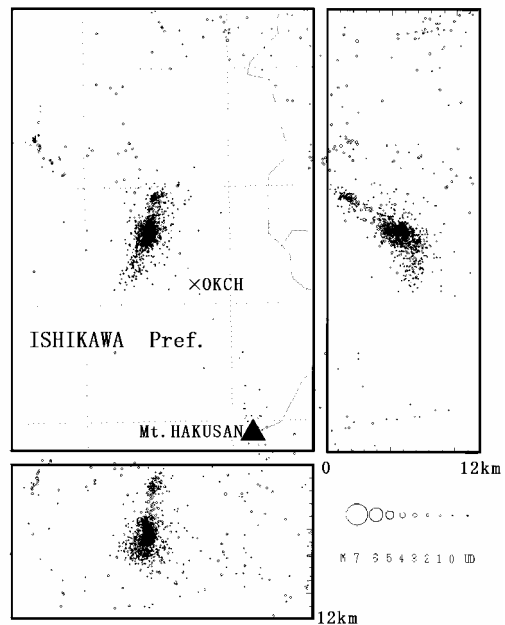 ×OKCH
ISHIKAWA Pref.
Mt.HAKUSAN
0 12km
M 7 6 5 4 3 2 1 0 UD
12km